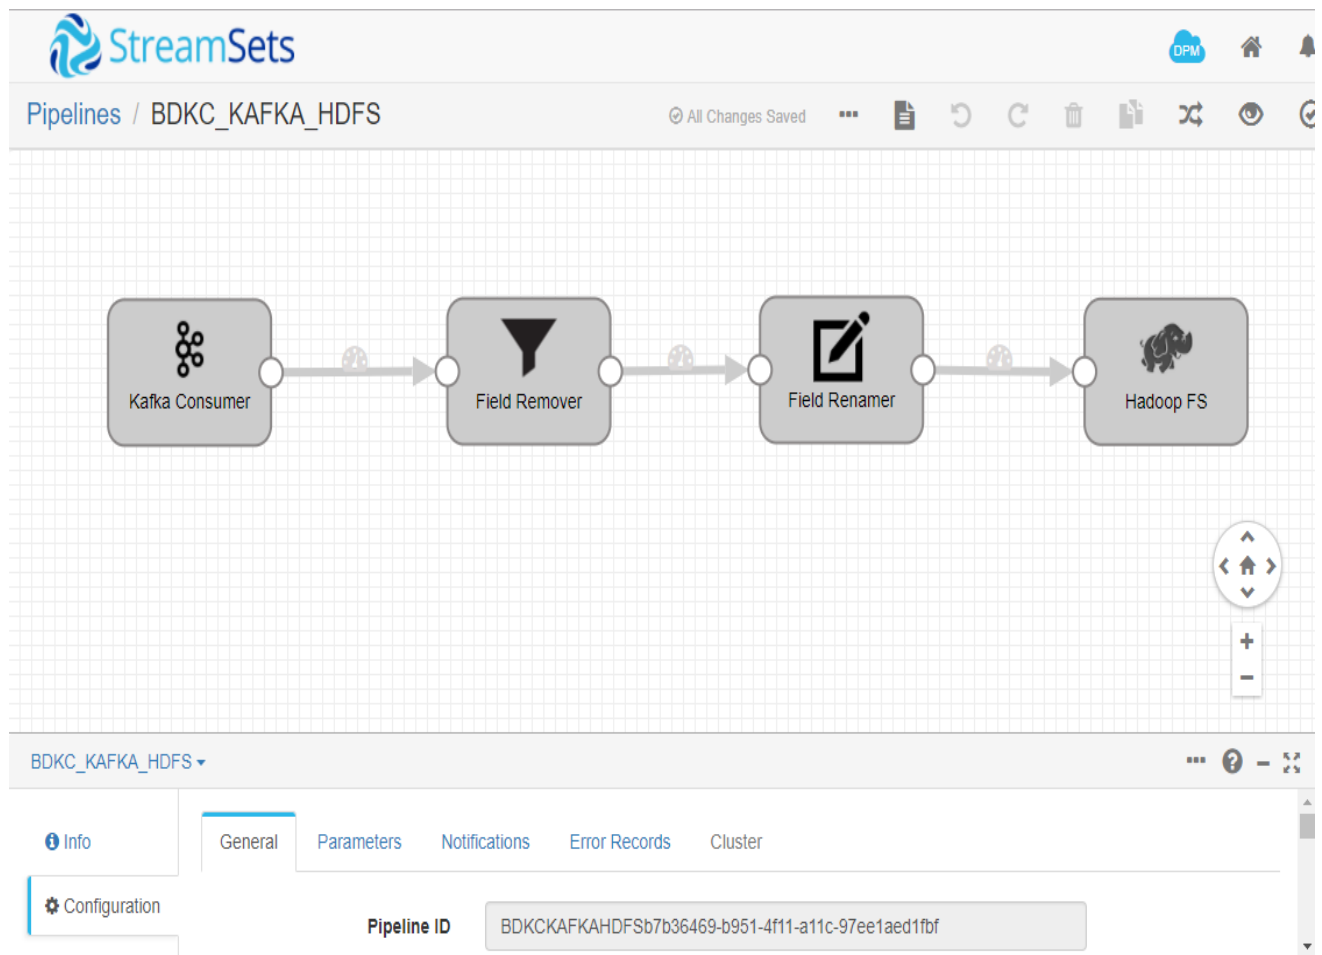 StreamSets
DPM
Pipelines / BDKC_KAFKA_HDFS
All Changes Saved
Kafka Consumer
Field Remover
Field Renamer
Hadoop FS
BDKC_KAFKA_HDFS
Info
General Parameters Notifications Error Records Cluster
Configuration
Pipeline ID BDKCKAFKAHDFSb7b36469-b951-4f11-a11c-97ee1aed1fbf